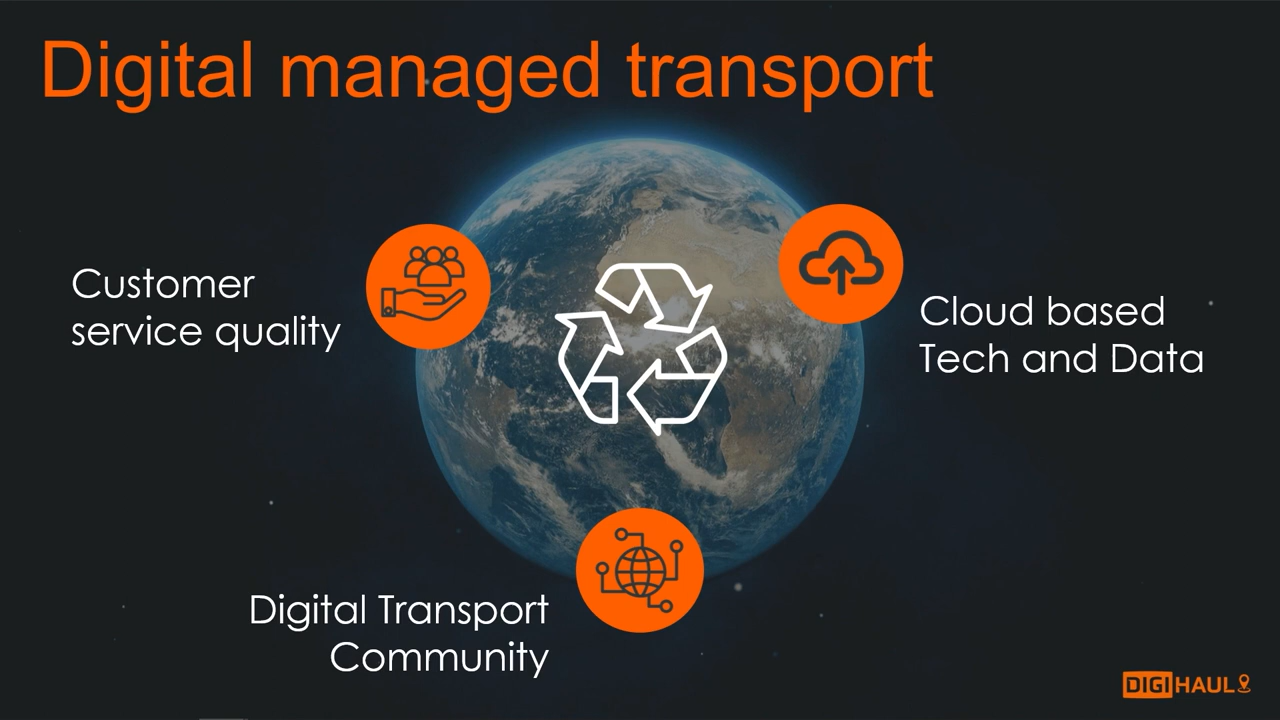 Digital managed transport
Customer
service quality
Cloud based
Tech and Data
Digital Transport
Community
DIGIHAUL